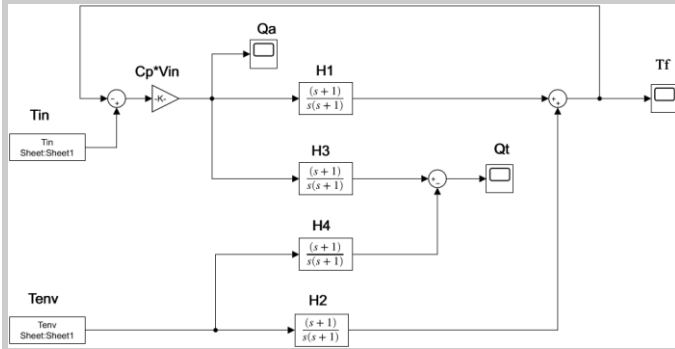 Qa
Cp*Vin
H1
Tf
-K-
(s + 1)
s(s + 1)
Tin
Tin
Sheet:Sheet1
H3
Qt
(s + 1)
s(s + 1)
H4
(s + 1)
s(s + 1)
Tenv
H2
Tenv
Sheet:Sheet1
(s + 1)
s(s + 1)